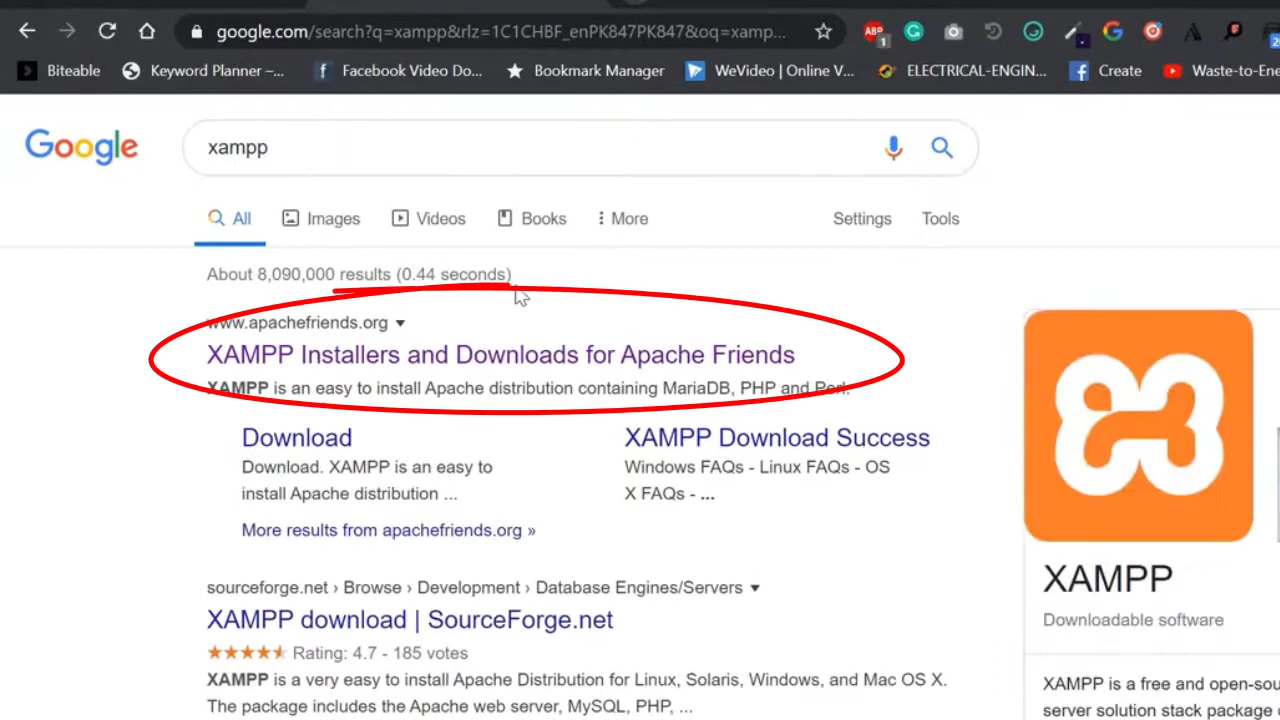 google.com/search?q=xampp&rlz=1C1CHBF_enPK847PK847&oq=xamp...
ABP
1
Biteable
Keyword Planner –...
Facebook Video Do...
Bookmark Manager
WeVideo | Online V...
ELECTRICAL-ENGIN...
Create
Waste-to-Ene
Google
xampp
All
Images
Videos
Books
More
Settings
Tools
About 8,090,000 results (0.44 seconds)
www.apachefriends.org
XAMPP Installers and Downloads for Apache Friends
XAMPP is an easy to install Apache distribution containing MariaDB, PHP and Perl.
Download
Download. XAMPP is an easy to
install Apache distribution ...
XAMPP Download Success
Windows FAQs - Linux FAQs - OS
X FAQs - ...
More results from apachefriends.org »
sourceforge.net › Browse › Development › Database Engines/Servers
XAMPP download | SourceForge.net
Rating: 4.7 - 185 votes
XAMPP is a very easy to install Apache Distribution for Linux, Solaris, Windows, and Mac OS X.
The package includes the Apache web server, MySQL, PHP, ...
XAMPP
Downloadable software
XAMPP is a free and open-sou
server solution stack package